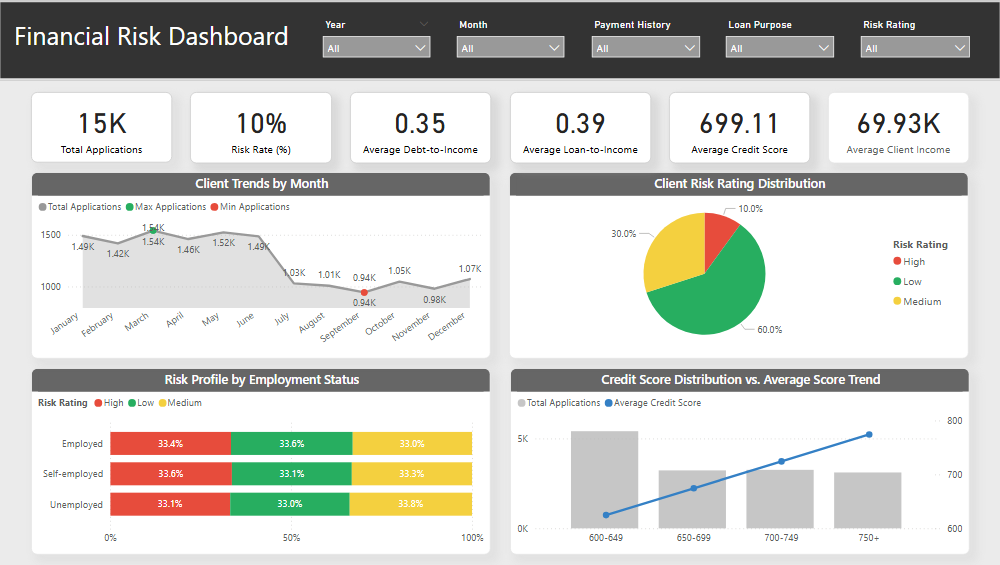 Financial Risk Dashboard
Year
All
Month
All
Payment History
All
Loan Purpose
All
Risk Rating
All
15K
Total Applications
10%
Risk Rate (%)
0.35
Average Debt-to-Income
0.39
Average Loan-to-Income
699.11
Average Credit Score
69.93K
Average Client Income
Client Trends by Month
Total Applications Max Applications Min Applications
1500
1000
1.49K
1.42K
1.54K
1.54K
1.46K
1.52K
1.49K
1.03K
1.01K
0.94K
0.94K
1.05K
0.98K
1.07K
January
February
March
April
May
June
July
August
September
October
November
December
Client Risk Rating Distribution
10.0%
30.0%
60.0%
Risk Rating
High
Low
Medium
Risk Profile by Employment Status
Risk Rating High Low Medium
Employed 33.4% 33.6% 33.0%
Self-employed 33.6% 33.1% 33.3%
Unemployed 33.1% 33.0% 33.8%
0% 50% 100%
Credit Score Distribution vs. Average Score Trend
Total Applications Average Credit Score
5K
0K
800
700
600
600-649 650-699 700-749 750+